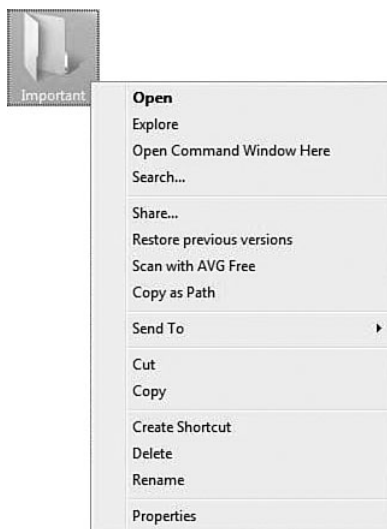 Important
Open
Explore
Open Command Window Here
Search...
Share...
Restore previous versions
Scan with AVG Free
Copy as Path
Send To
Cut
Copy
Create Shortcut
Delete
Rename
Properties